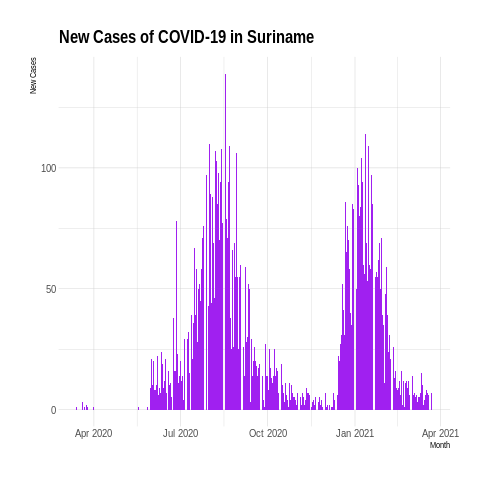 New Cases of COVID-19 in Suriname
New Cases
100
50
0
Apr 2020
Jul 2020
Oct 2020
Jan 2021
Apr 2021
Month